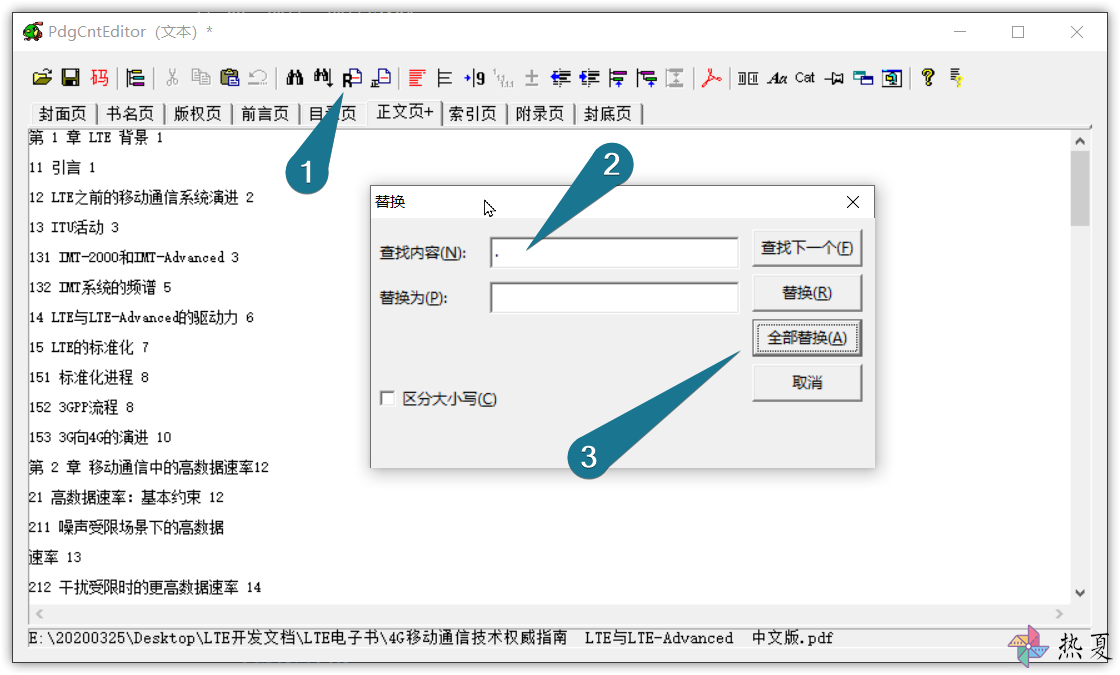 PdgCntEditor (文本) *
码 R 9 Aa Cat
封面页 书名页 版权页 前言页 目录页 正文页+ 索引页 附录页 封底页
1
2
3
第 1 章 LTE 背景 1
11 引言 1
12 LTE之前的移动通信系统演进 2
13 ITU活动 3
131 IMT-2000和IMT-Advanced 3
132 IMT系统的频谱 5
14 LTE与LTE-Advanced的驱动力 6
15 LTE的标准化 7
151 标准化进程 8
152 3GPP流程 8
153 3G向4G的演进 10
第 2 章 移动通信中的高数据速率12
21 高数据速率: 基本约束 12
211 噪声受限场景下的高数据
速率 13
212 干扰受限时的更高数据速率 14
替换
查找内容(N): .
替换为(P):
区分大小写(C)
查找下一个(F)
替换(R)
全部替换(A)
取消
E:\20200325\Desktop\LTE开发文档\LTE电子书\4G移动通信技术权威指南 LTE与LTE-Advanced 中文版.pdf
热夏